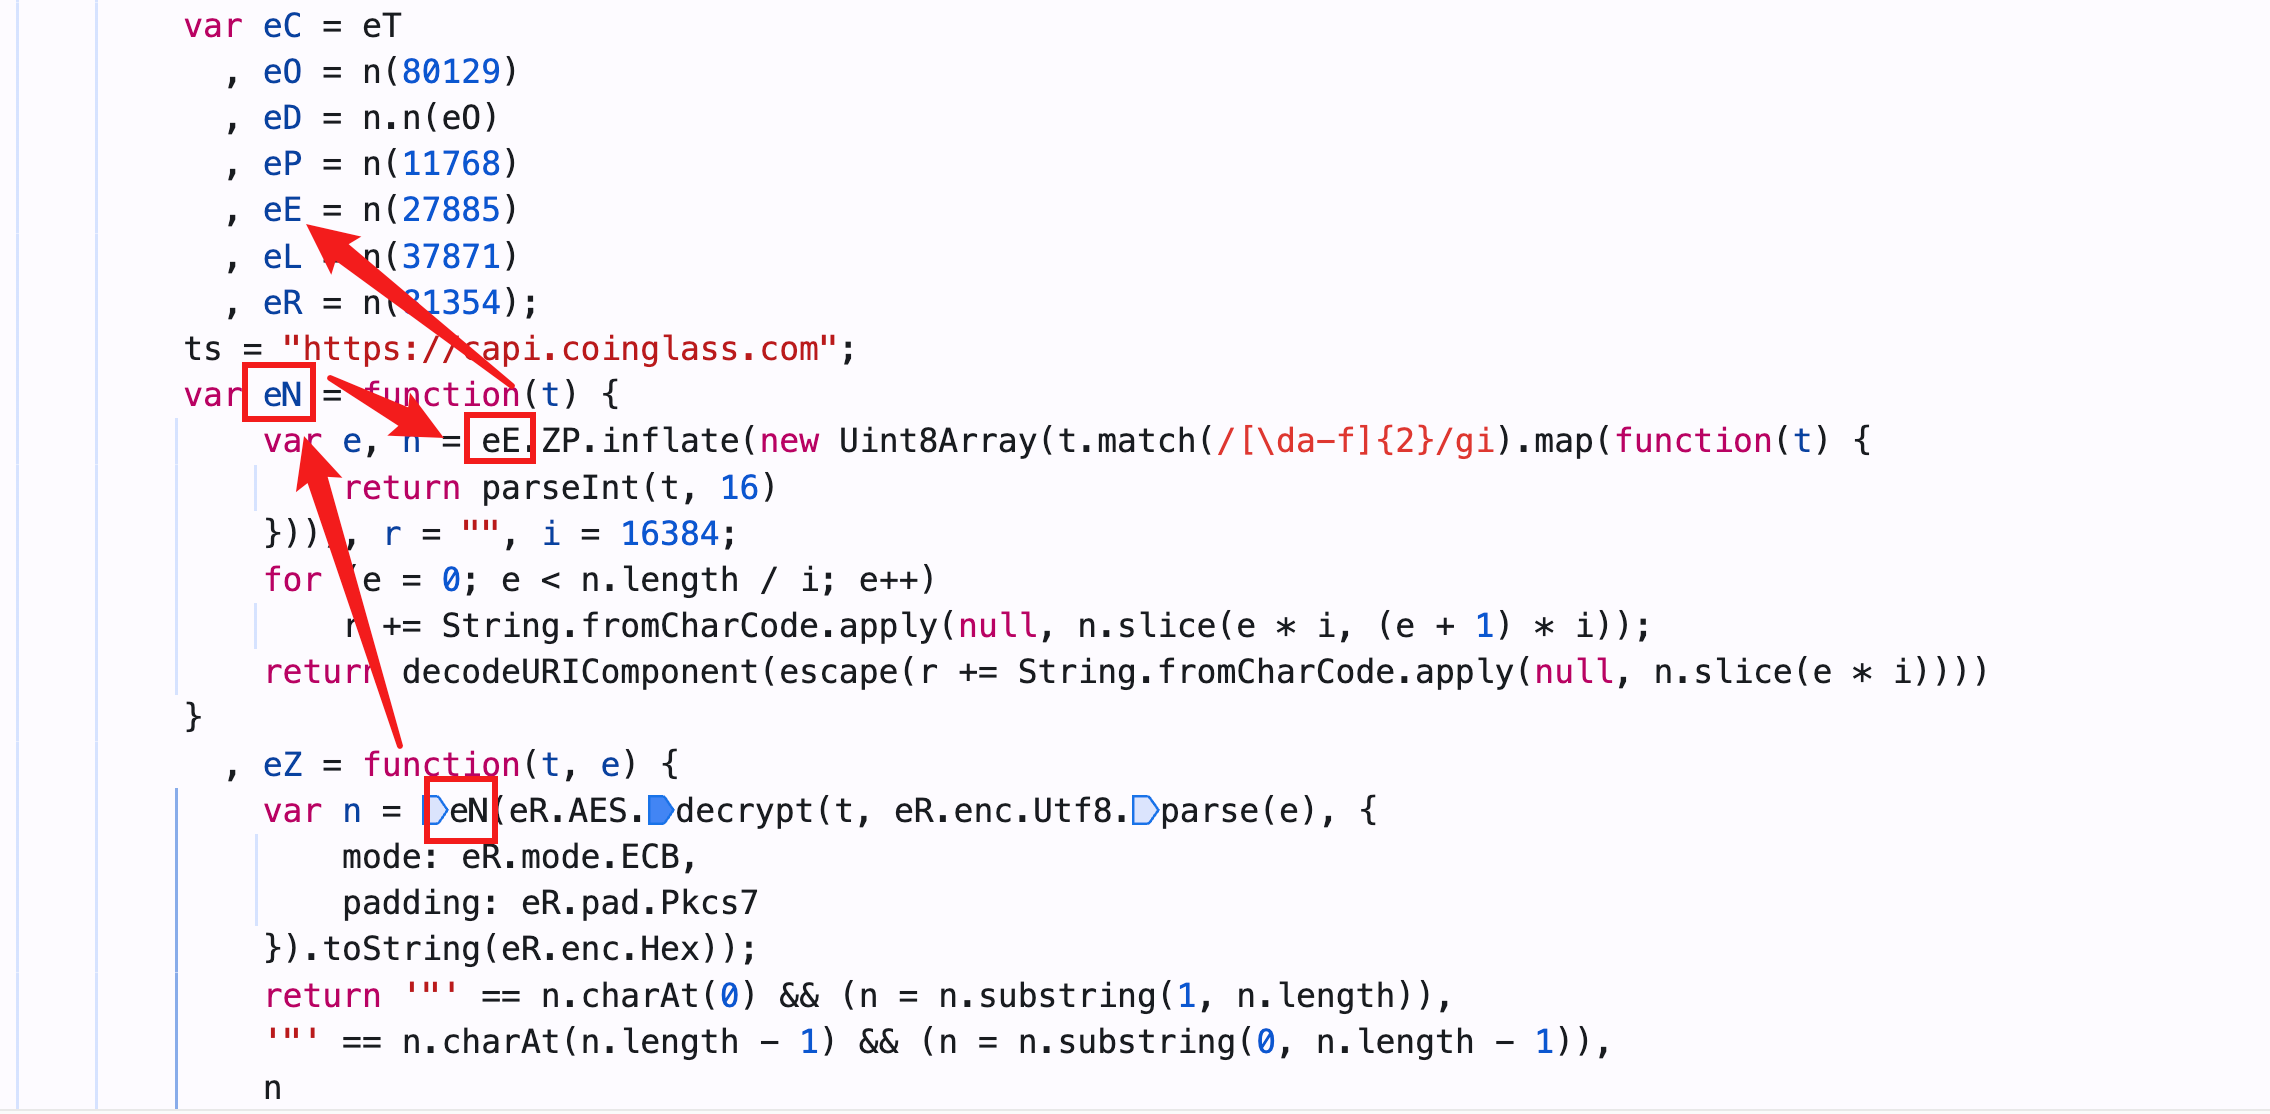 var eC = eT
, eO = n(80129)
, eD = n.n(eO)
, eP = n(11768)
, eE = n(27885)
, eL = n(37871)
, eR = n(81354);
ts = "https://capi.coinglass.com";
var eN = function(t) {
var e, n = eE.ZP.inflate(new Uint8Array(t.match(/[\da-f]{2}/gi).map(function(t) {
return parseInt(t, 16)
}))), r = "", i = 16384;
for (e = 0; e < n.length / i; e++)
r += String.fromCharCode.apply(null, n.slice(e * i, (e + 1) * i));
return decodeURIComponent(escape(r += String.fromCharCode.apply(null, n.slice(e * i))))
}
, eZ = function(t, e) {
var n = eN(eR.AES.decrypt(t, eR.enc.Utf8.parse(e), {
mode: eR.mode.ECB,
padding: eR.pad.Pkcs7
}).toString(eR.enc.Hex));
return '"' == n.charAt(0) && (n = n.substring(1, n.length)),
'"' == n.charAt(n.length - 1) && (n = n.substring(0, n.length - 1)),
n